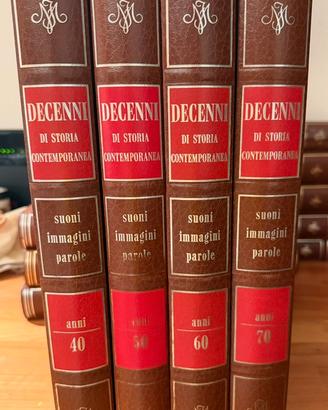 DECENNI
DI STORIA
CONTEMPORANEA
suoni
immagini
parole
anni
40
DECENNI
DI STORIA
CONTEMPORANEA
suoni
immagini
parole
anni
50
DECENNI
DI STORIA
CONTEMPORANEA
suoni
immagini
parole
anni
60
DECENNI
DI STORIA
CONTEMPORANEA
suoni
immagini
parole
anni
70